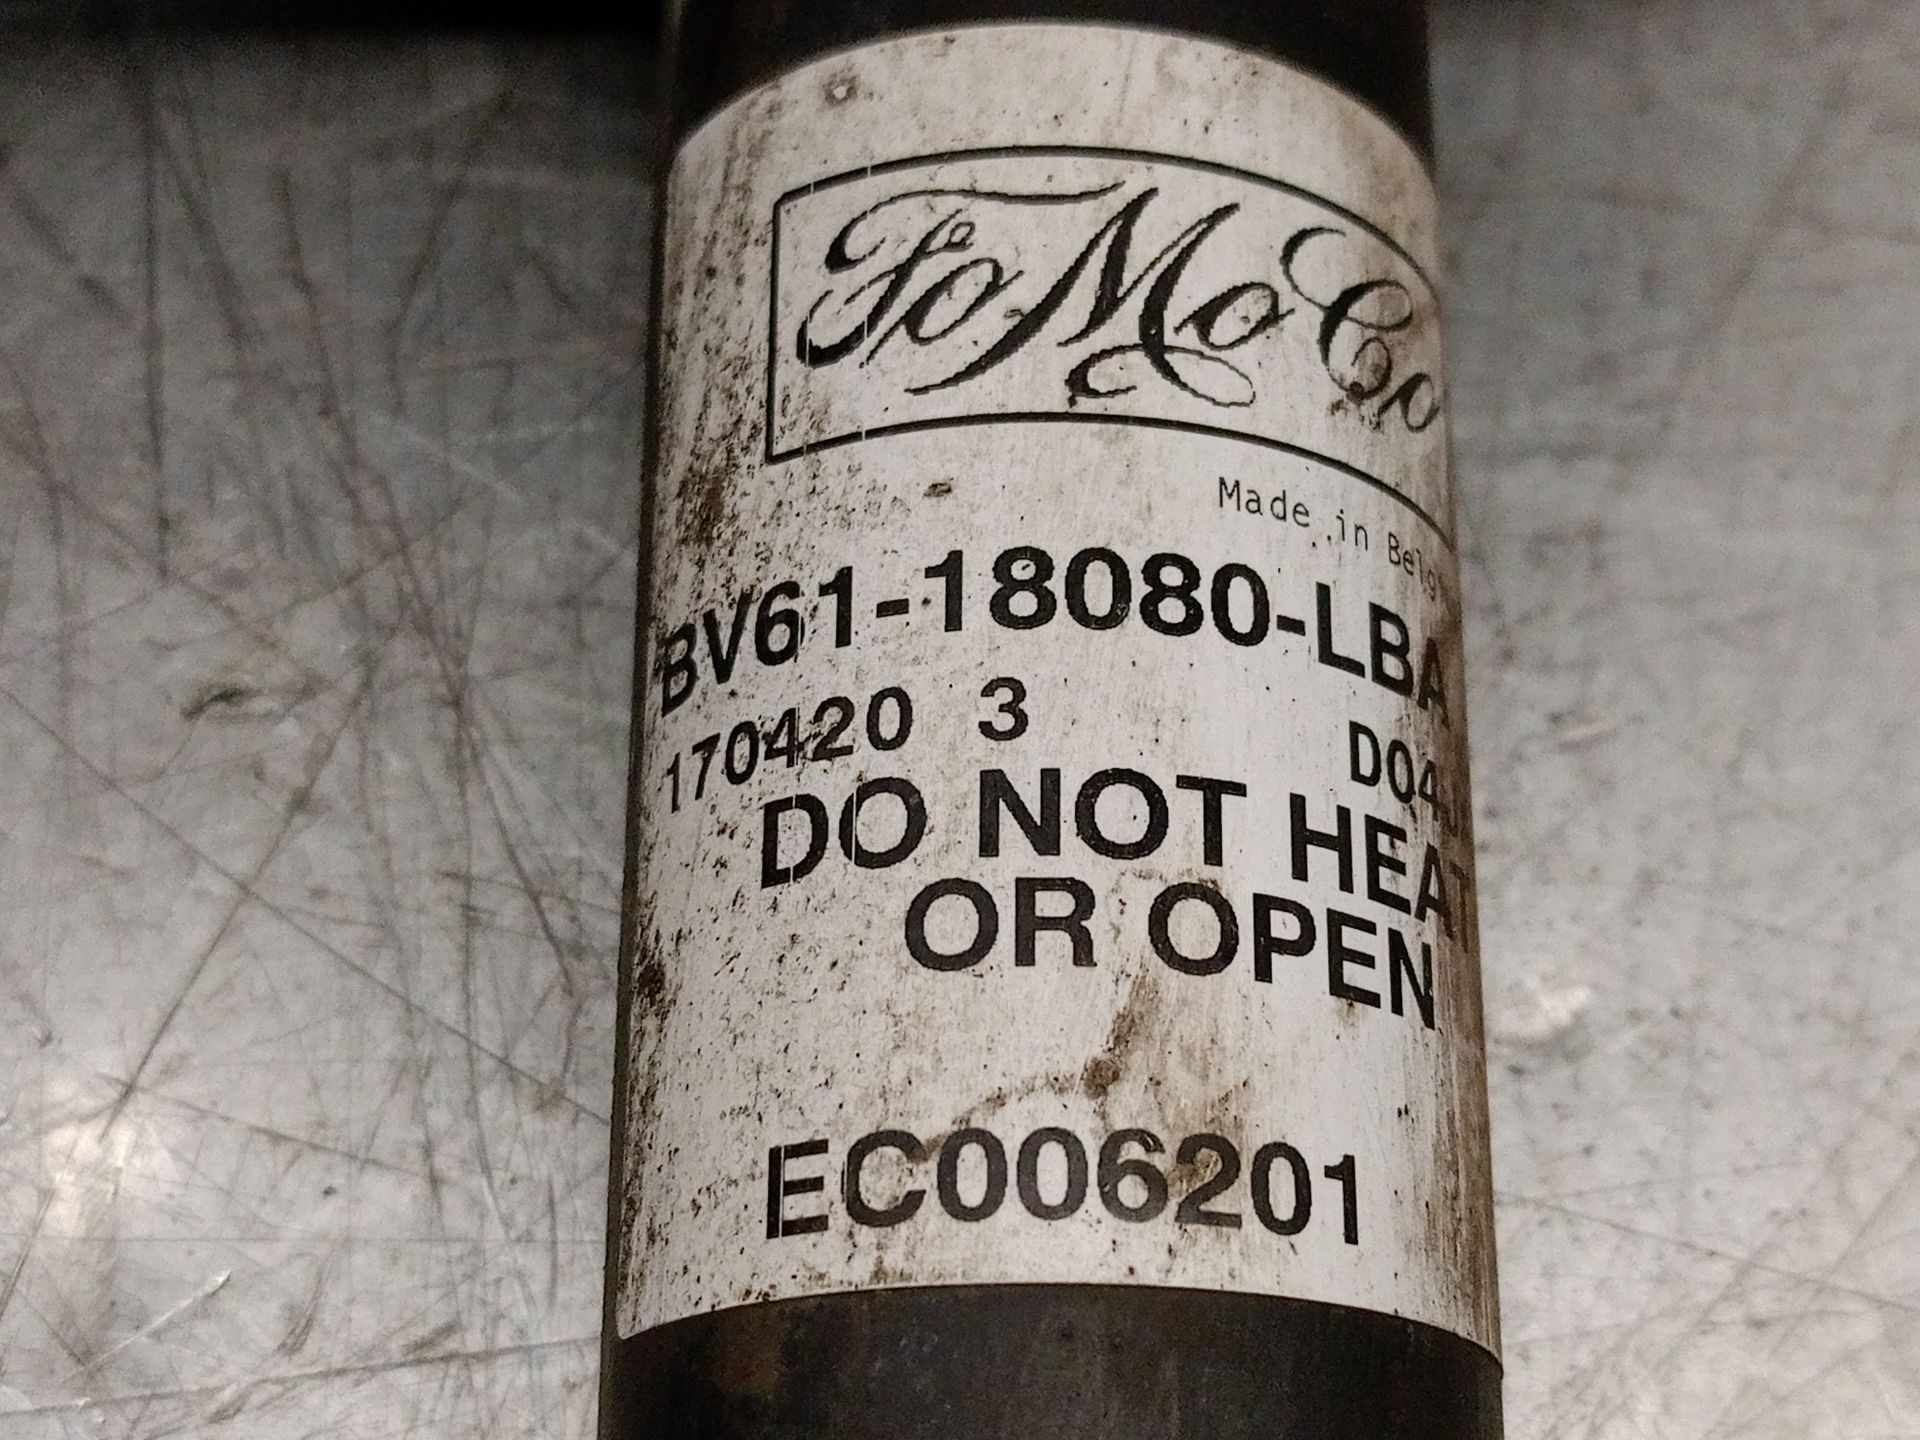 FoMoCo
Made in Belg
BV61-18080-LBA
170420 3 D04
DO NOT HEAT
OR OPEN
EC006201